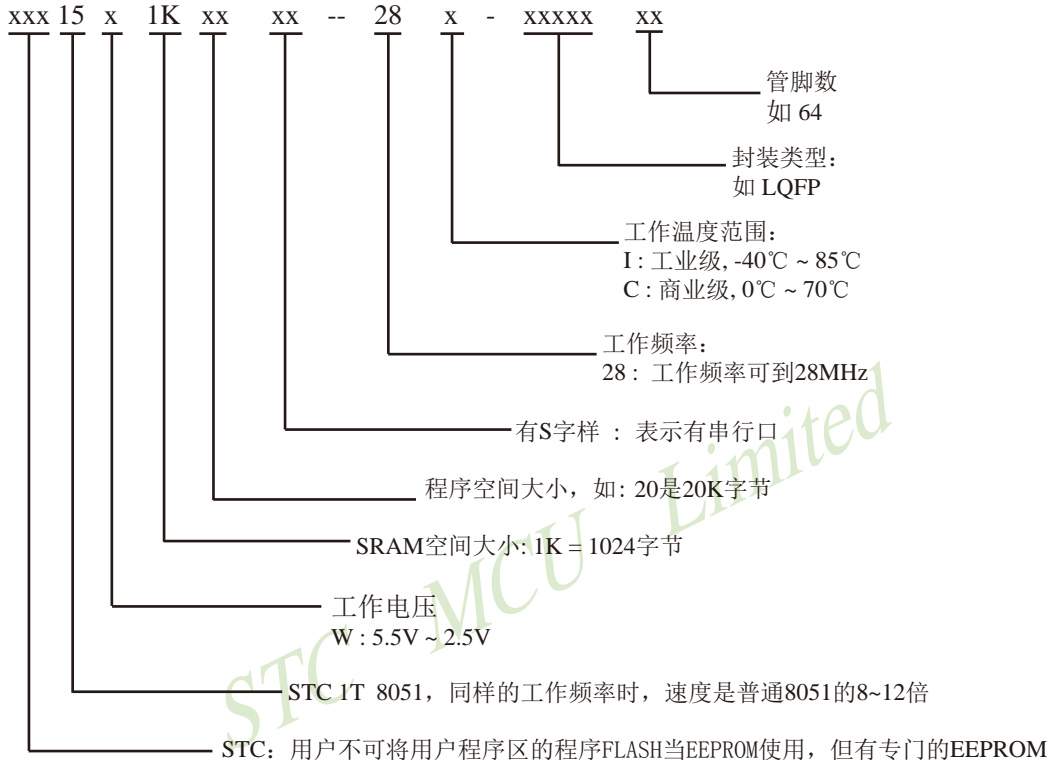 xxx 15 x 1K xx xx -- 28 x - xxxxx xx
管脚数
如 64
封装类型：
如 LQFP
工作温度范围：
I : 工业级, -40℃ ~ 85℃
C : 商业级, 0℃ ~ 70℃
工作频率：
28 : 工作频率可到28MHz
有S字样 : 表示有串行口
程序空间大小，如: 20是20K字节
SRAM空间大小: 1K = 1024字节
工作电压
W : 5.5V ~ 2.5V
STC 1T 8051，同样的工作频率时，速度是普通8051的8~12倍
STC：用户不可将用户程序区的程序FLASH当EEPROM使用，但有专门的EEPROM
STC MCU Limited